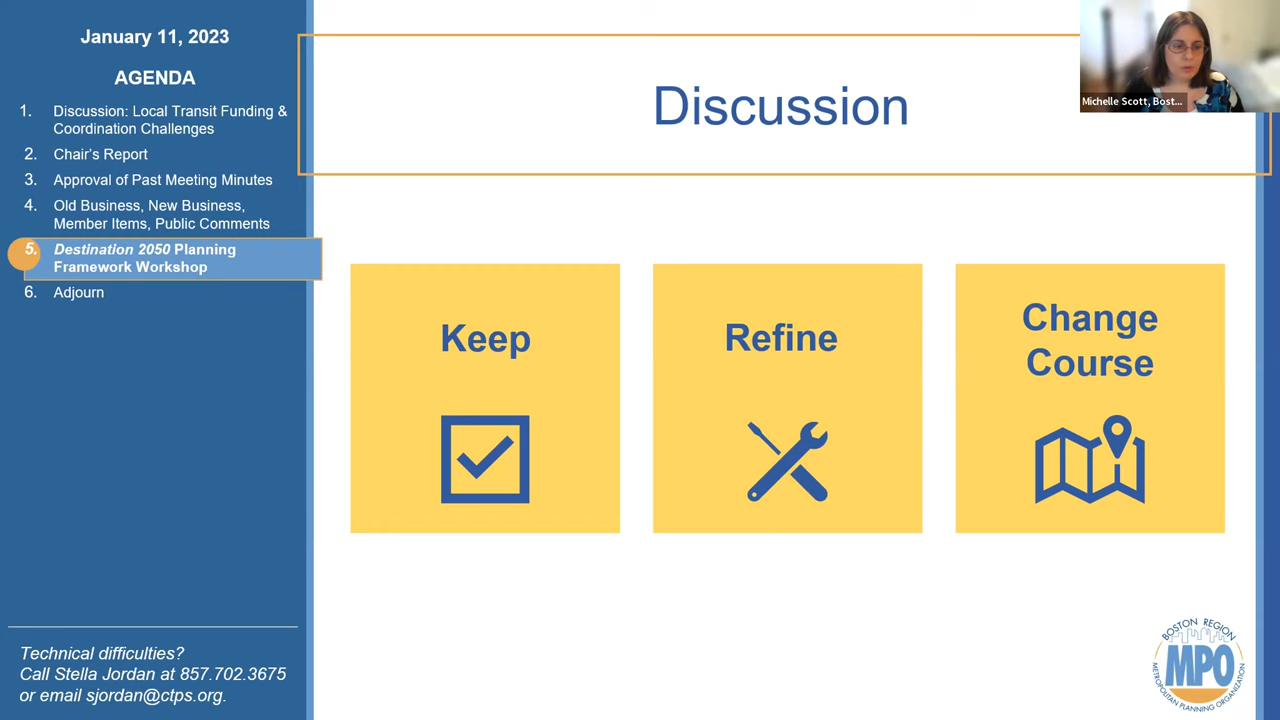 January 11, 2023
AGENDA
1. Discussion: Local Transit Funding &
Coordination Challenges
2. Chair's Report
3. Approval of Past Meeting Minutes
4. Old Business, New Business,
Member Items, Public Comments
5. Destination 2050 Planning
Framework Workshop
6. Adjourn
Technical difficulties?
Call Stella Jordan at 857.702.3675
or email sjordan@ctps.org.
Discussion
Michelle Scott, Bost...
Keep
Refine
Change
Course
BOSTON REGION
MPO
METROPOLITAN PLANNING ORGANIZATION